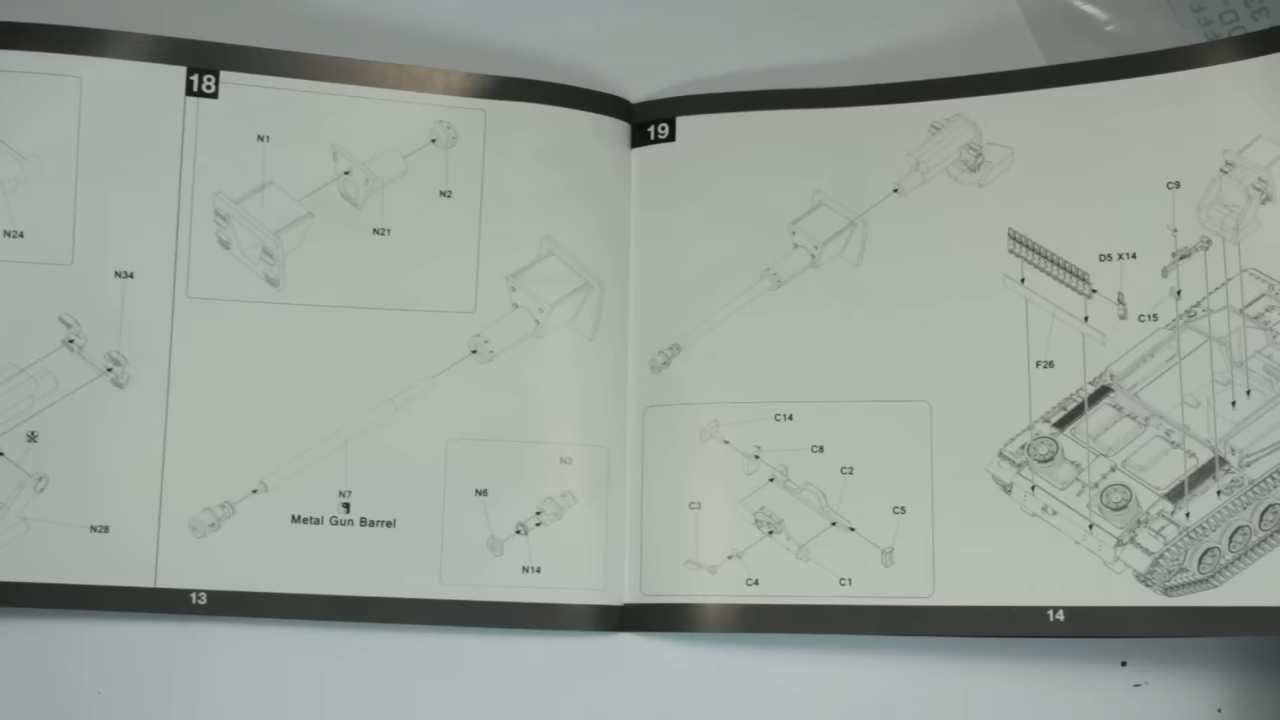 18
N1
N2
N21
N24
N34
N28
N7
Metal Gun Barrel
N3
N6
N14
13
19
C9
D5 X14
C15
F26
C14
C8
C2
C3
C5
C4
C1
14